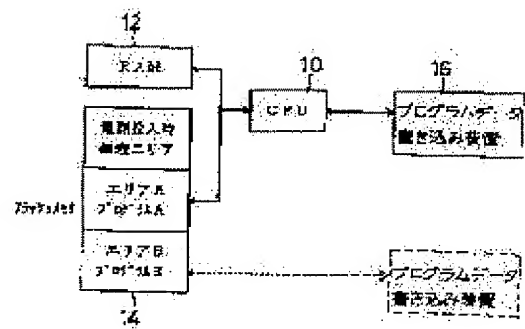 12
RAM
10
CPU
16
プログラムデータ
書き込み装置
電源投入時
検査エリア
エリアA
プログラムA
フラッシュメモリ
エリアB
プログラムB
14
プログラムデータ
書き込み装置